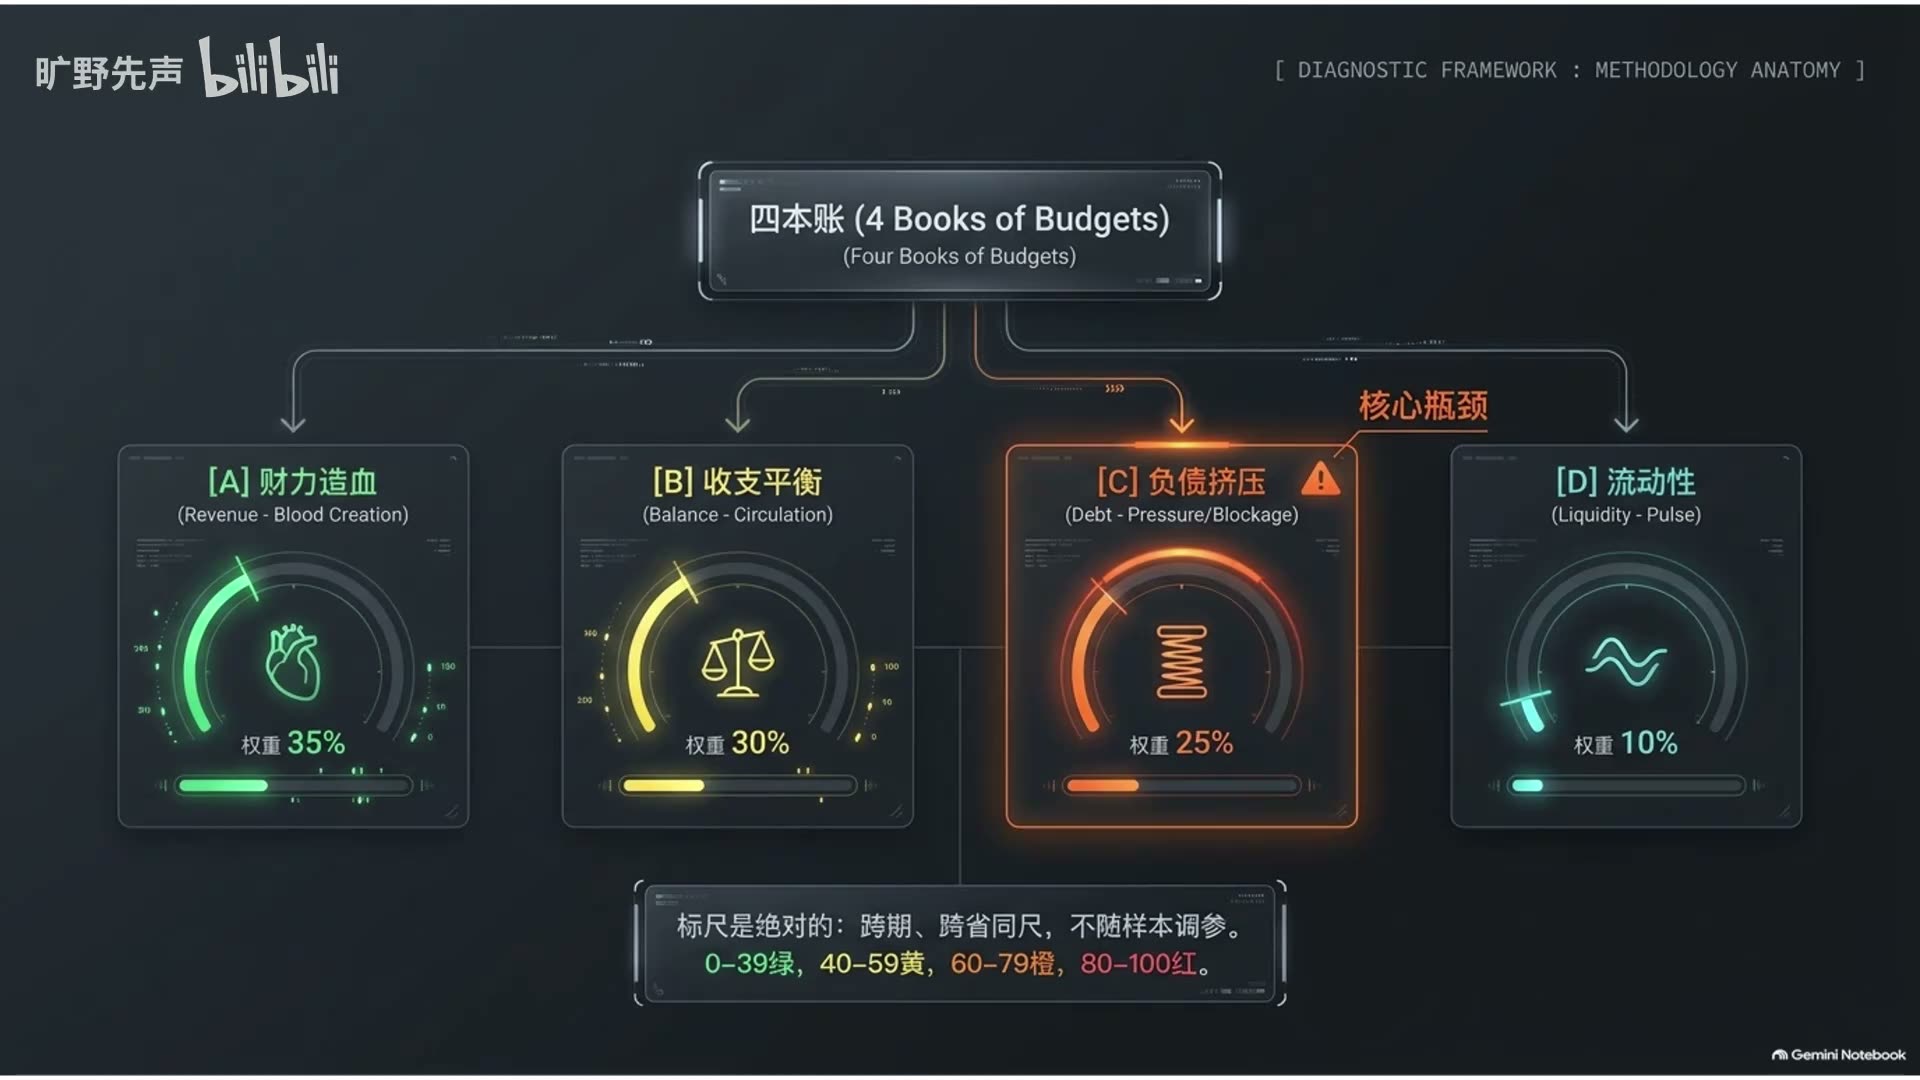 旷野先声 bilibili
[ DIAGNOSTIC FRAMEWORK : METHODOLOGY ANATOMY ]
四本账 (4 Books of Budgets)
(Four Books of Budgets)
核心瓶颈
[A] 财力造血
(Revenue - Blood Creation)
权重 35%
[B] 收支平衡
(Balance - Circulation)
权重 30%
[C] 负债挤压
(Debt - Pressure/Blockage)
权重 25%
[D] 流动性
(Liquidity - Pulse)
权重 10%
标尺是绝对的：跨期、跨省同尺，不随样本调参。
0–39绿，40–59黄，60–79橙，80–100红。
Gemini Notebook